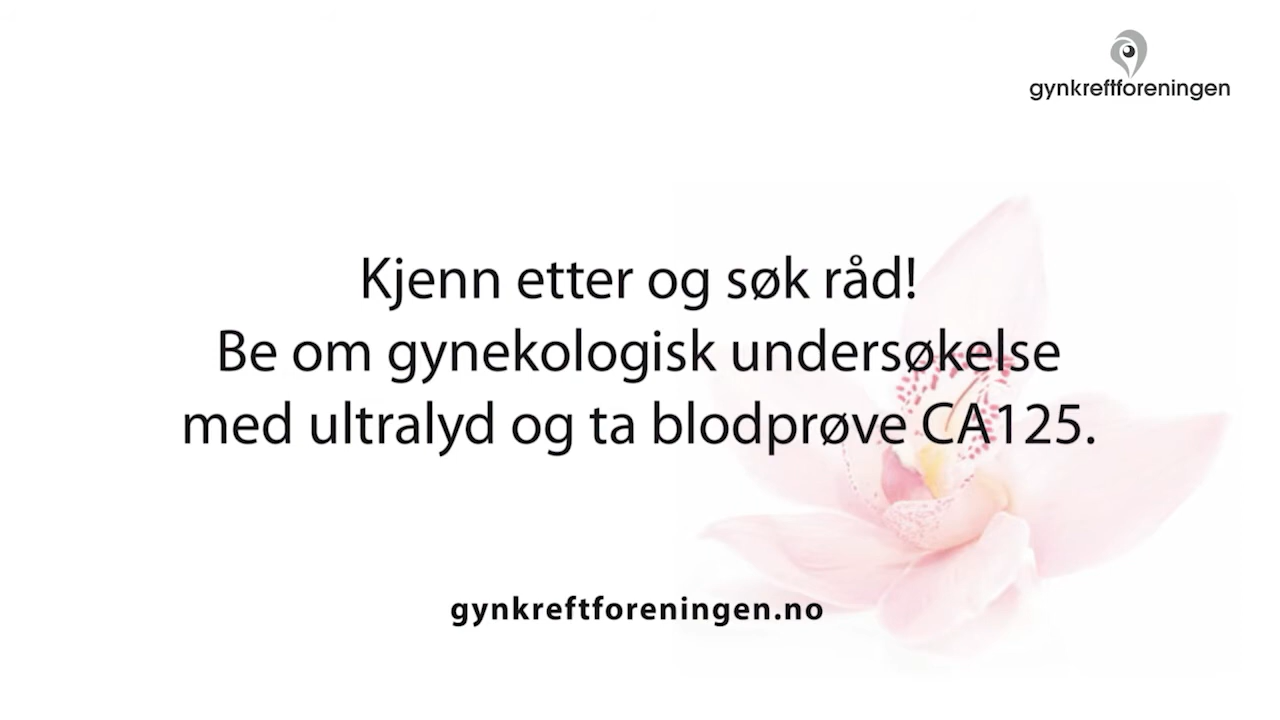 gynkreftforeningen
Kjenn etter og søk råd!
Be om gynekologisk undersøkelse
med ultralyd og ta blodprøve CA125.
gynkreftforeningen.no